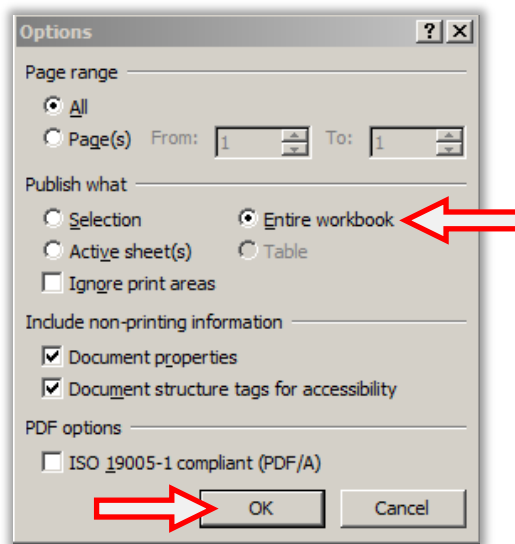 Options
Page range
All
Page(s) From: 1 To: 1
Publish what
Selection Entire workbook
Active sheet(s) Table
Ignore print areas
Include non-printing information
Document properties
Document structure tags for accessibility
PDF options
ISO 19005-1 compliant (PDF/A)
OK Cancel